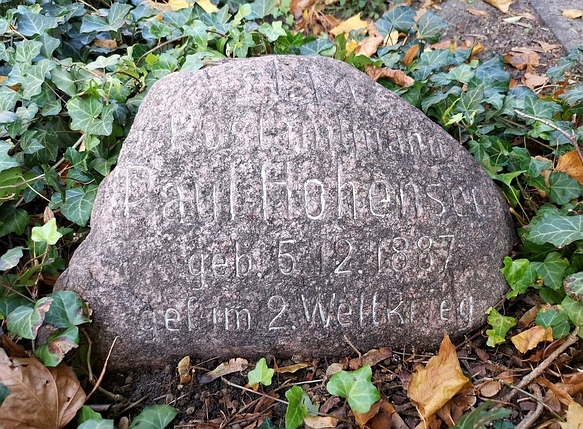 Postamtmann
Paul Hohensee
geb. 5.12.1887
gef. im 2. Weltkrieg